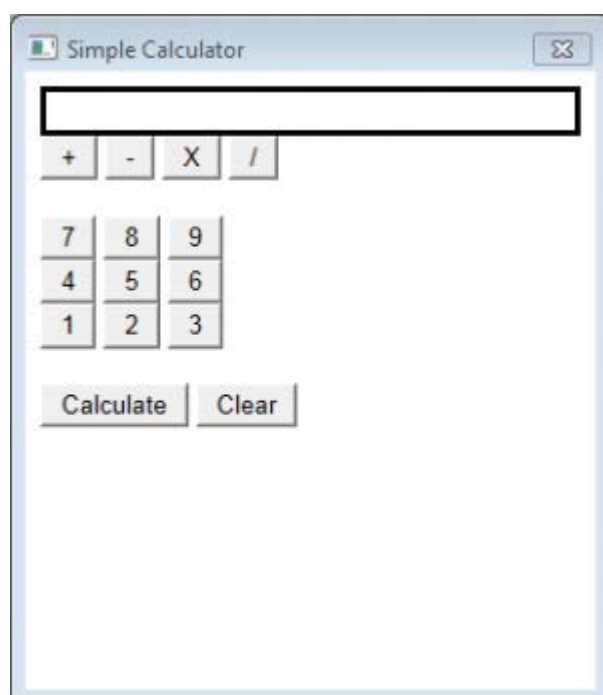 Simple Calculator
+ - X /
7 8 9
4 5 6
1 2 3
Calculate Clear